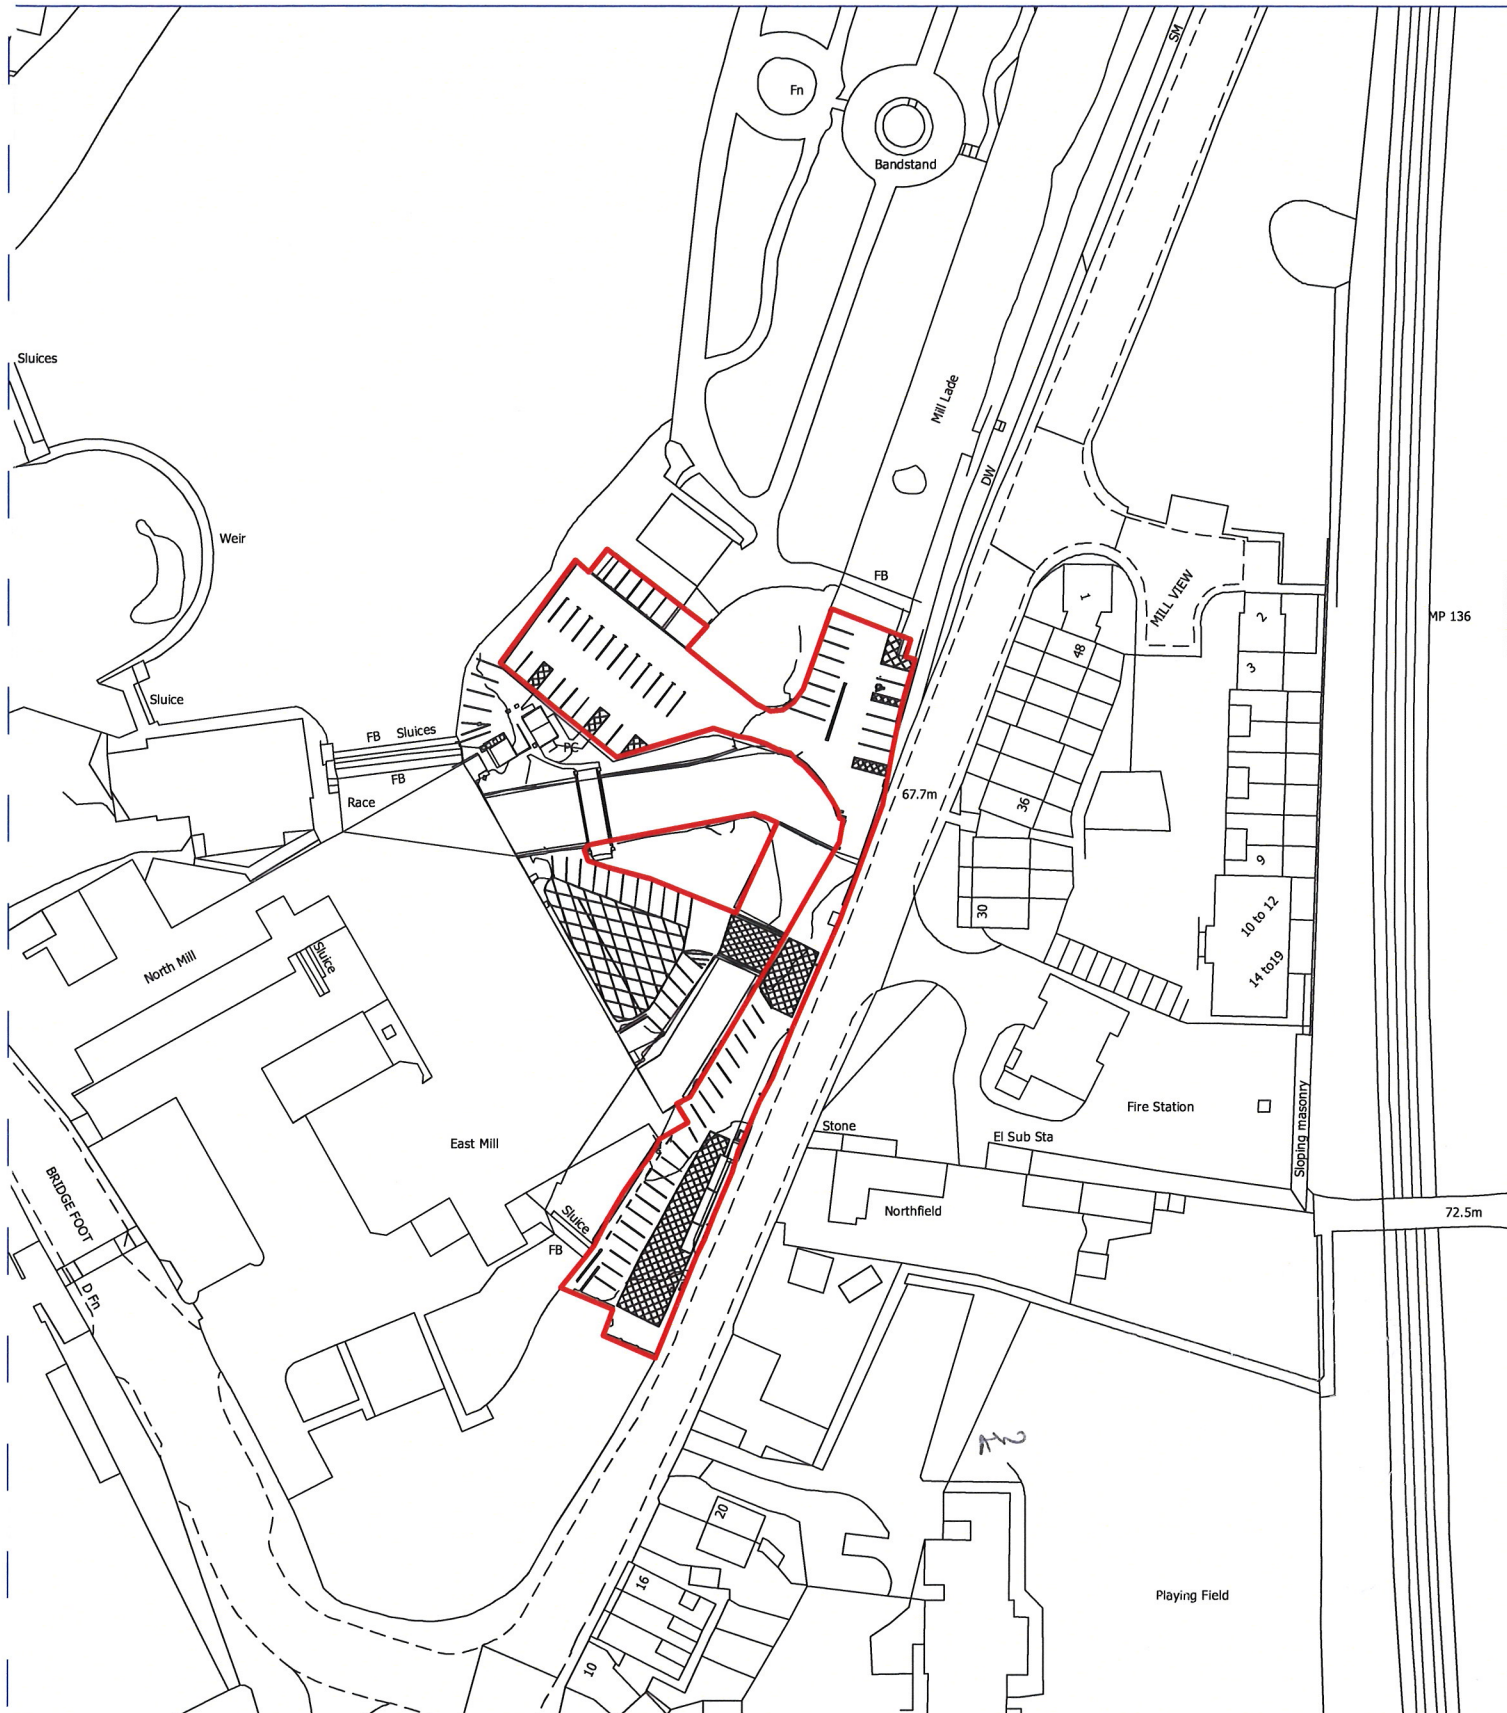 SM
Fn
Bandstand
Sluices
Mill Lade
DW
Weir
FB
MILL VIEW
1
2
MP 136
48
3
Sluice
FB
Sluices
PC
FB
67.7m
Race
36
9
30
10 to 12
North Mill
Sluice
14 to19
Fire Station
Stone
El Sub Sta
East Mill
Sloping masonry
BRIDGE FOOT
Northfield
72.5m
Sluice
FB
D Fn
20
16
Playing Field
10